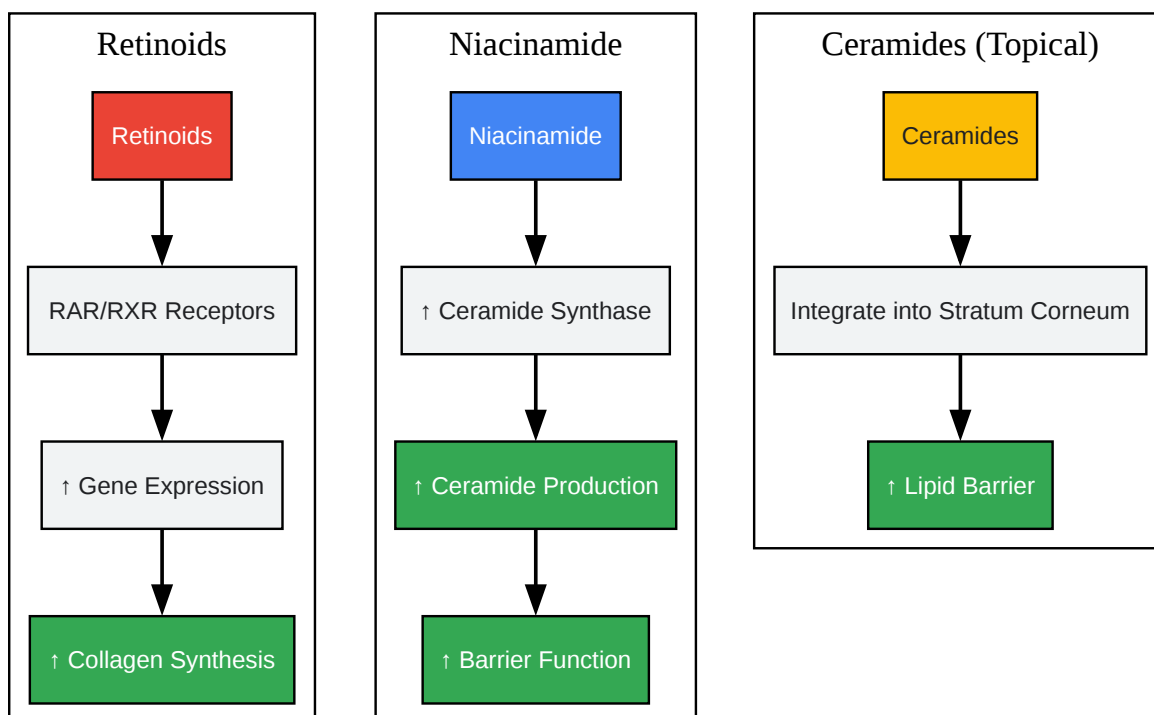 Retinoids
Retinoids
RAR/RXR Receptors
↑ Gene Expression
↑ Collagen Synthesis
Niacinamide
Niacinamide
↑ Ceramide Synthase
↑ Ceramide Production
↑ Barrier Function
Ceramides (Topical)
Ceramides
Integrate into Stratum Corneum
↑ Lipid Barrier